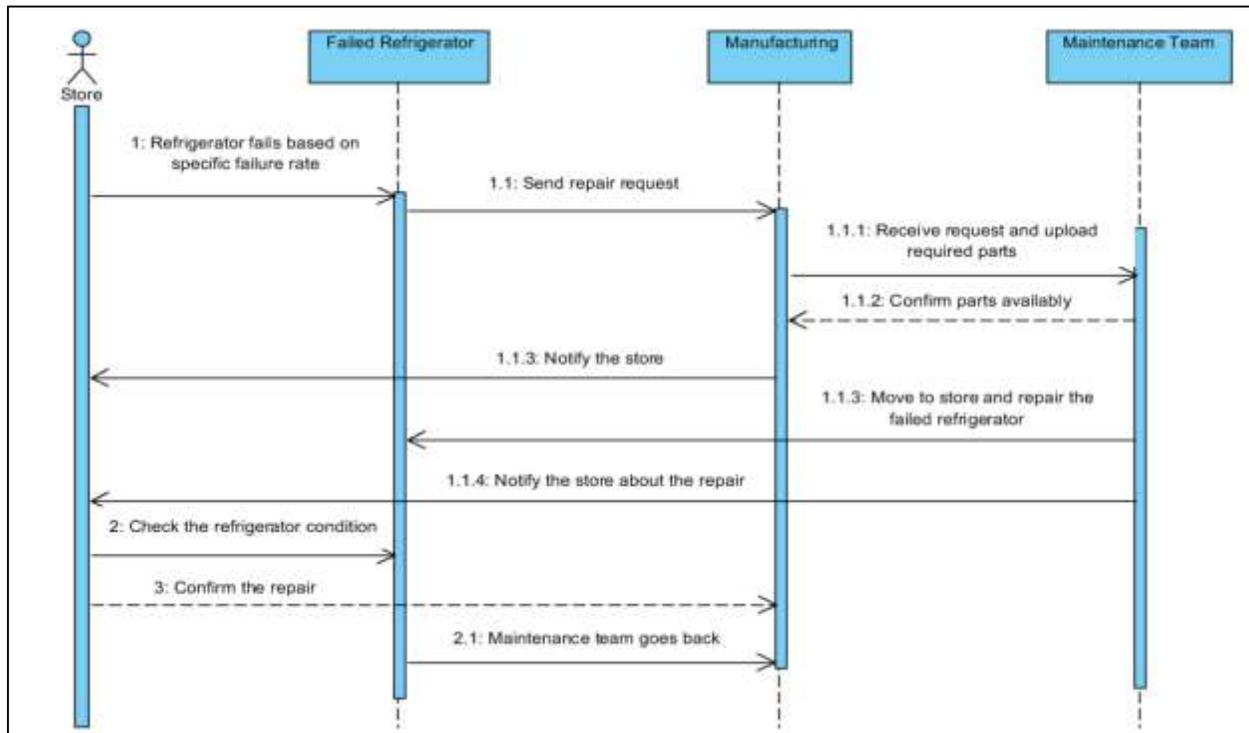 Failed Refrigerator
Manufacturing
Maintenance Team
Store
1: Refrigerator fails based on
specific failure rate
1.1: Send repair request
1.1.1: Receive request and upload
required parts
1.1.2: Confirm parts availably
1.1.3: Notify the store
1.1.3: Move to store and repair the
failed refrigerator
1.1.4: Notify the store about the repair
2: Check the refrigerator condition
3: Confirm the repair
2.1: Maintenance team goes back